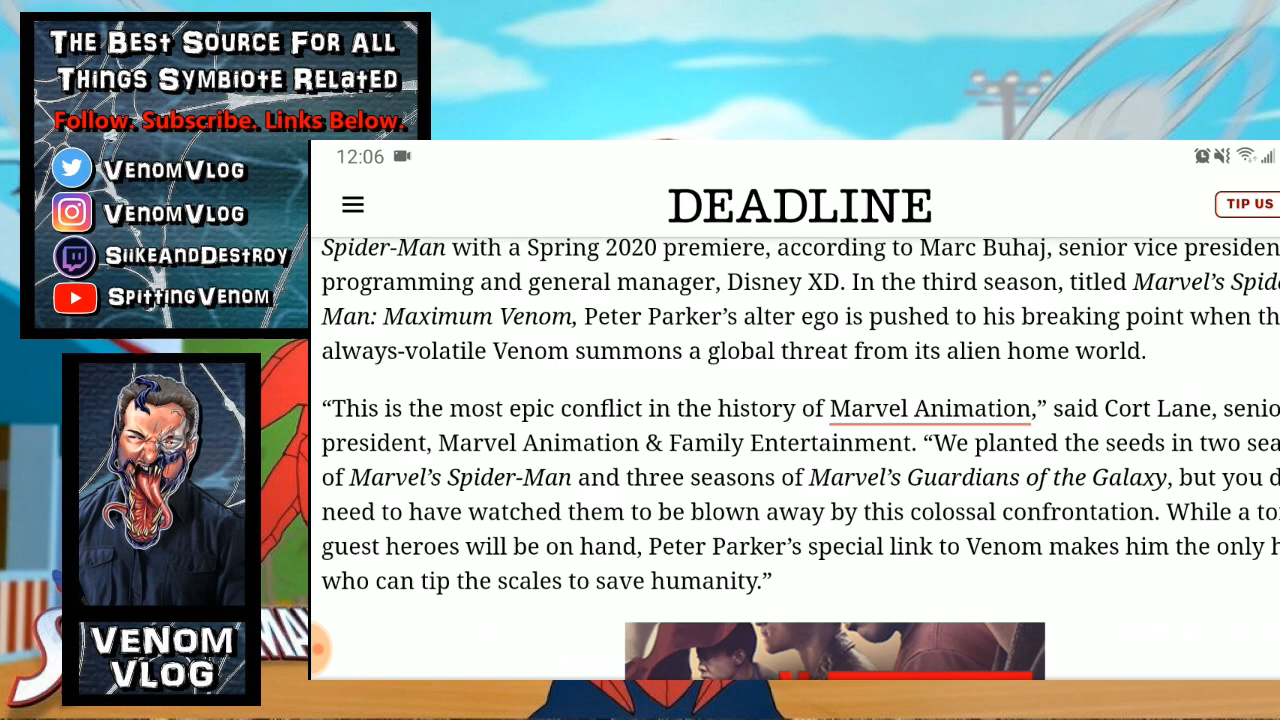 The Best Source For All
Things Symbiote Related
Follow. Subscribe. Links Below.
VenomVlog
VenomVlog
SiikeAndDestroy
SpittingVenom
12:06
DEADLINE
TIP US
Spider-Man with a Spring 2020 premiere, according to Marc Buhaj, senior vice presiden
programming and general manager, Disney XD. In the third season, titled Marvel’s Spid
Man: Maximum Venom, Peter Parker’s alter ego is pushed to his breaking point when th
always-volatile Venom summons a global threat from its alien home world.
“This is the most epic conflict in the history of Marvel Animation,” said Cort Lane, senio
president, Marvel Animation & Family Entertainment. “We planted the seeds in two sea
of Marvel’s Spider-Man and three seasons of Marvel’s Guardians of the Galaxy, but you d
need to have watched them to be blown away by this colossal confrontation. While a to
guest heroes will be on hand, Peter Parker’s special link to Venom makes him the only h
who can tip the scales to save humanity.”
VENOM
VLOG